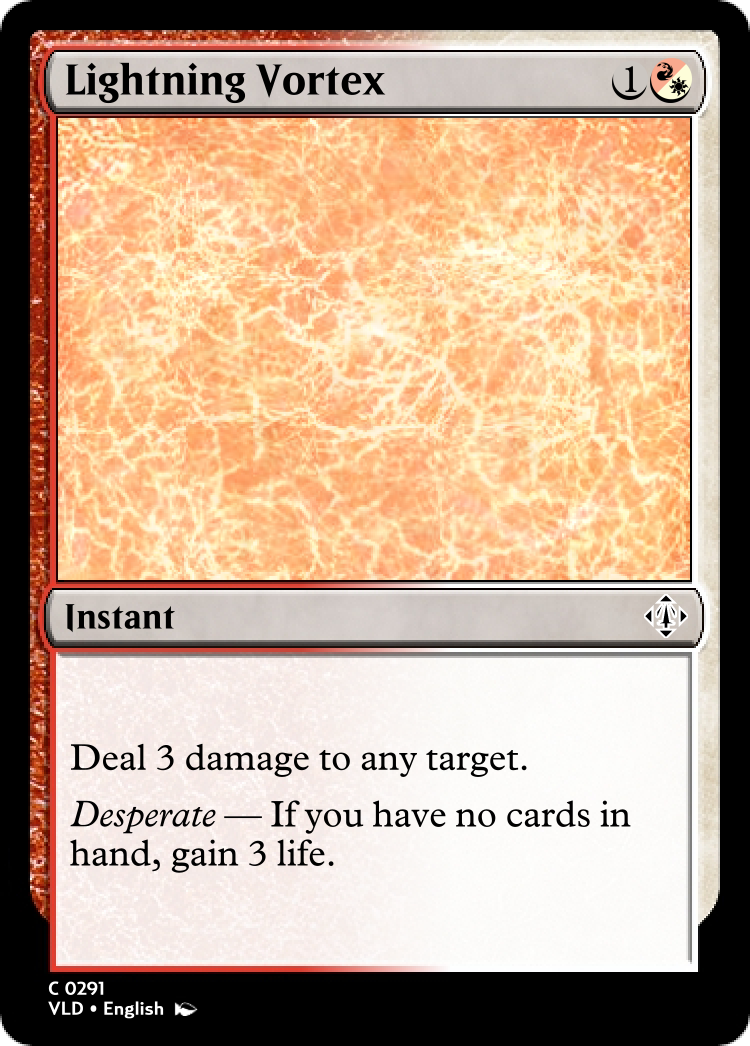 Lightning Vortex 1
Instant
Deal 3 damage to any target.
Desperate — If you have no cards in
hand, gain 3 life.
C 0291
VLD • English